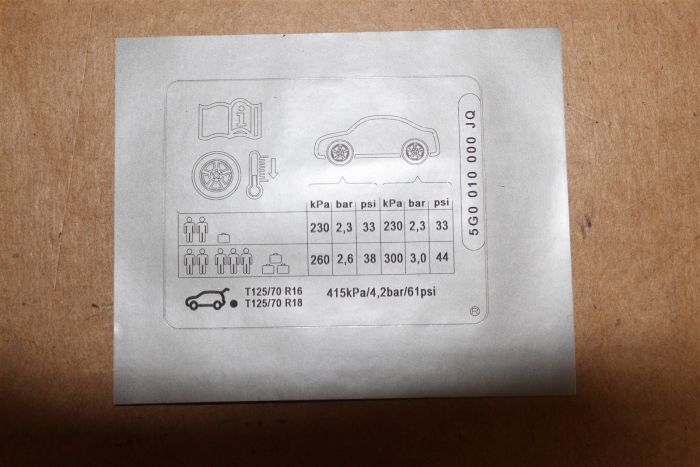 i
kPa bar psi kPa bar psi
230 2,3 33 230 2,3 33
260 2,6 38 300 3,0 44
T125/70 R16
T125/70 R18
415kPa/4,2bar/61psi
5G0 010 000 JQ
®